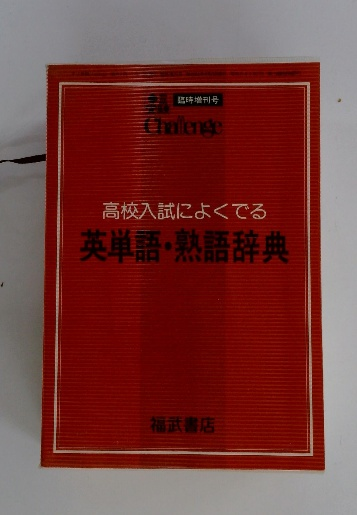 臨時増刊号
Challenge
高校入試によくでる
英単語・熟語辞典
福武書店